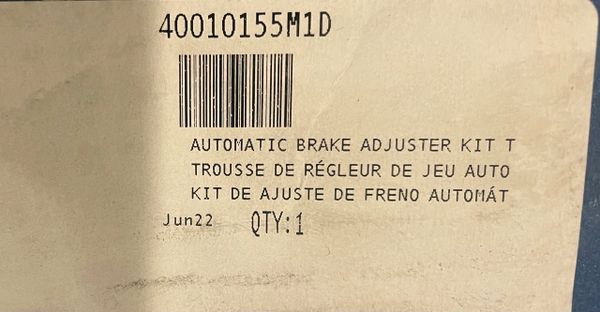 40010155M1D
AUTOMATIC BRAKE ADJUSTER KIT T
TROUSSE DE RÉGLEUR DE JEU AUTO
KIT DE AJUSTE DE FRENO AUTOMÁT
Jun22 QTY:1